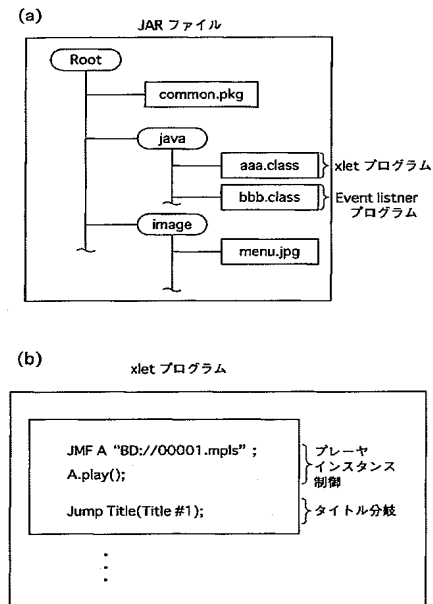 (a)
JAR ファイル
Root
common.pkg
java
aaa.class
xlet プログラム
bbb.class
Event listner
プログラム
image
menu.jpg
(b)
xlet プログラム
JMF A “BD://00001.mpls” ;
A.play();
プレーヤ
インスタンス
制御
Jump Title(Title #1);
タイトル分岐